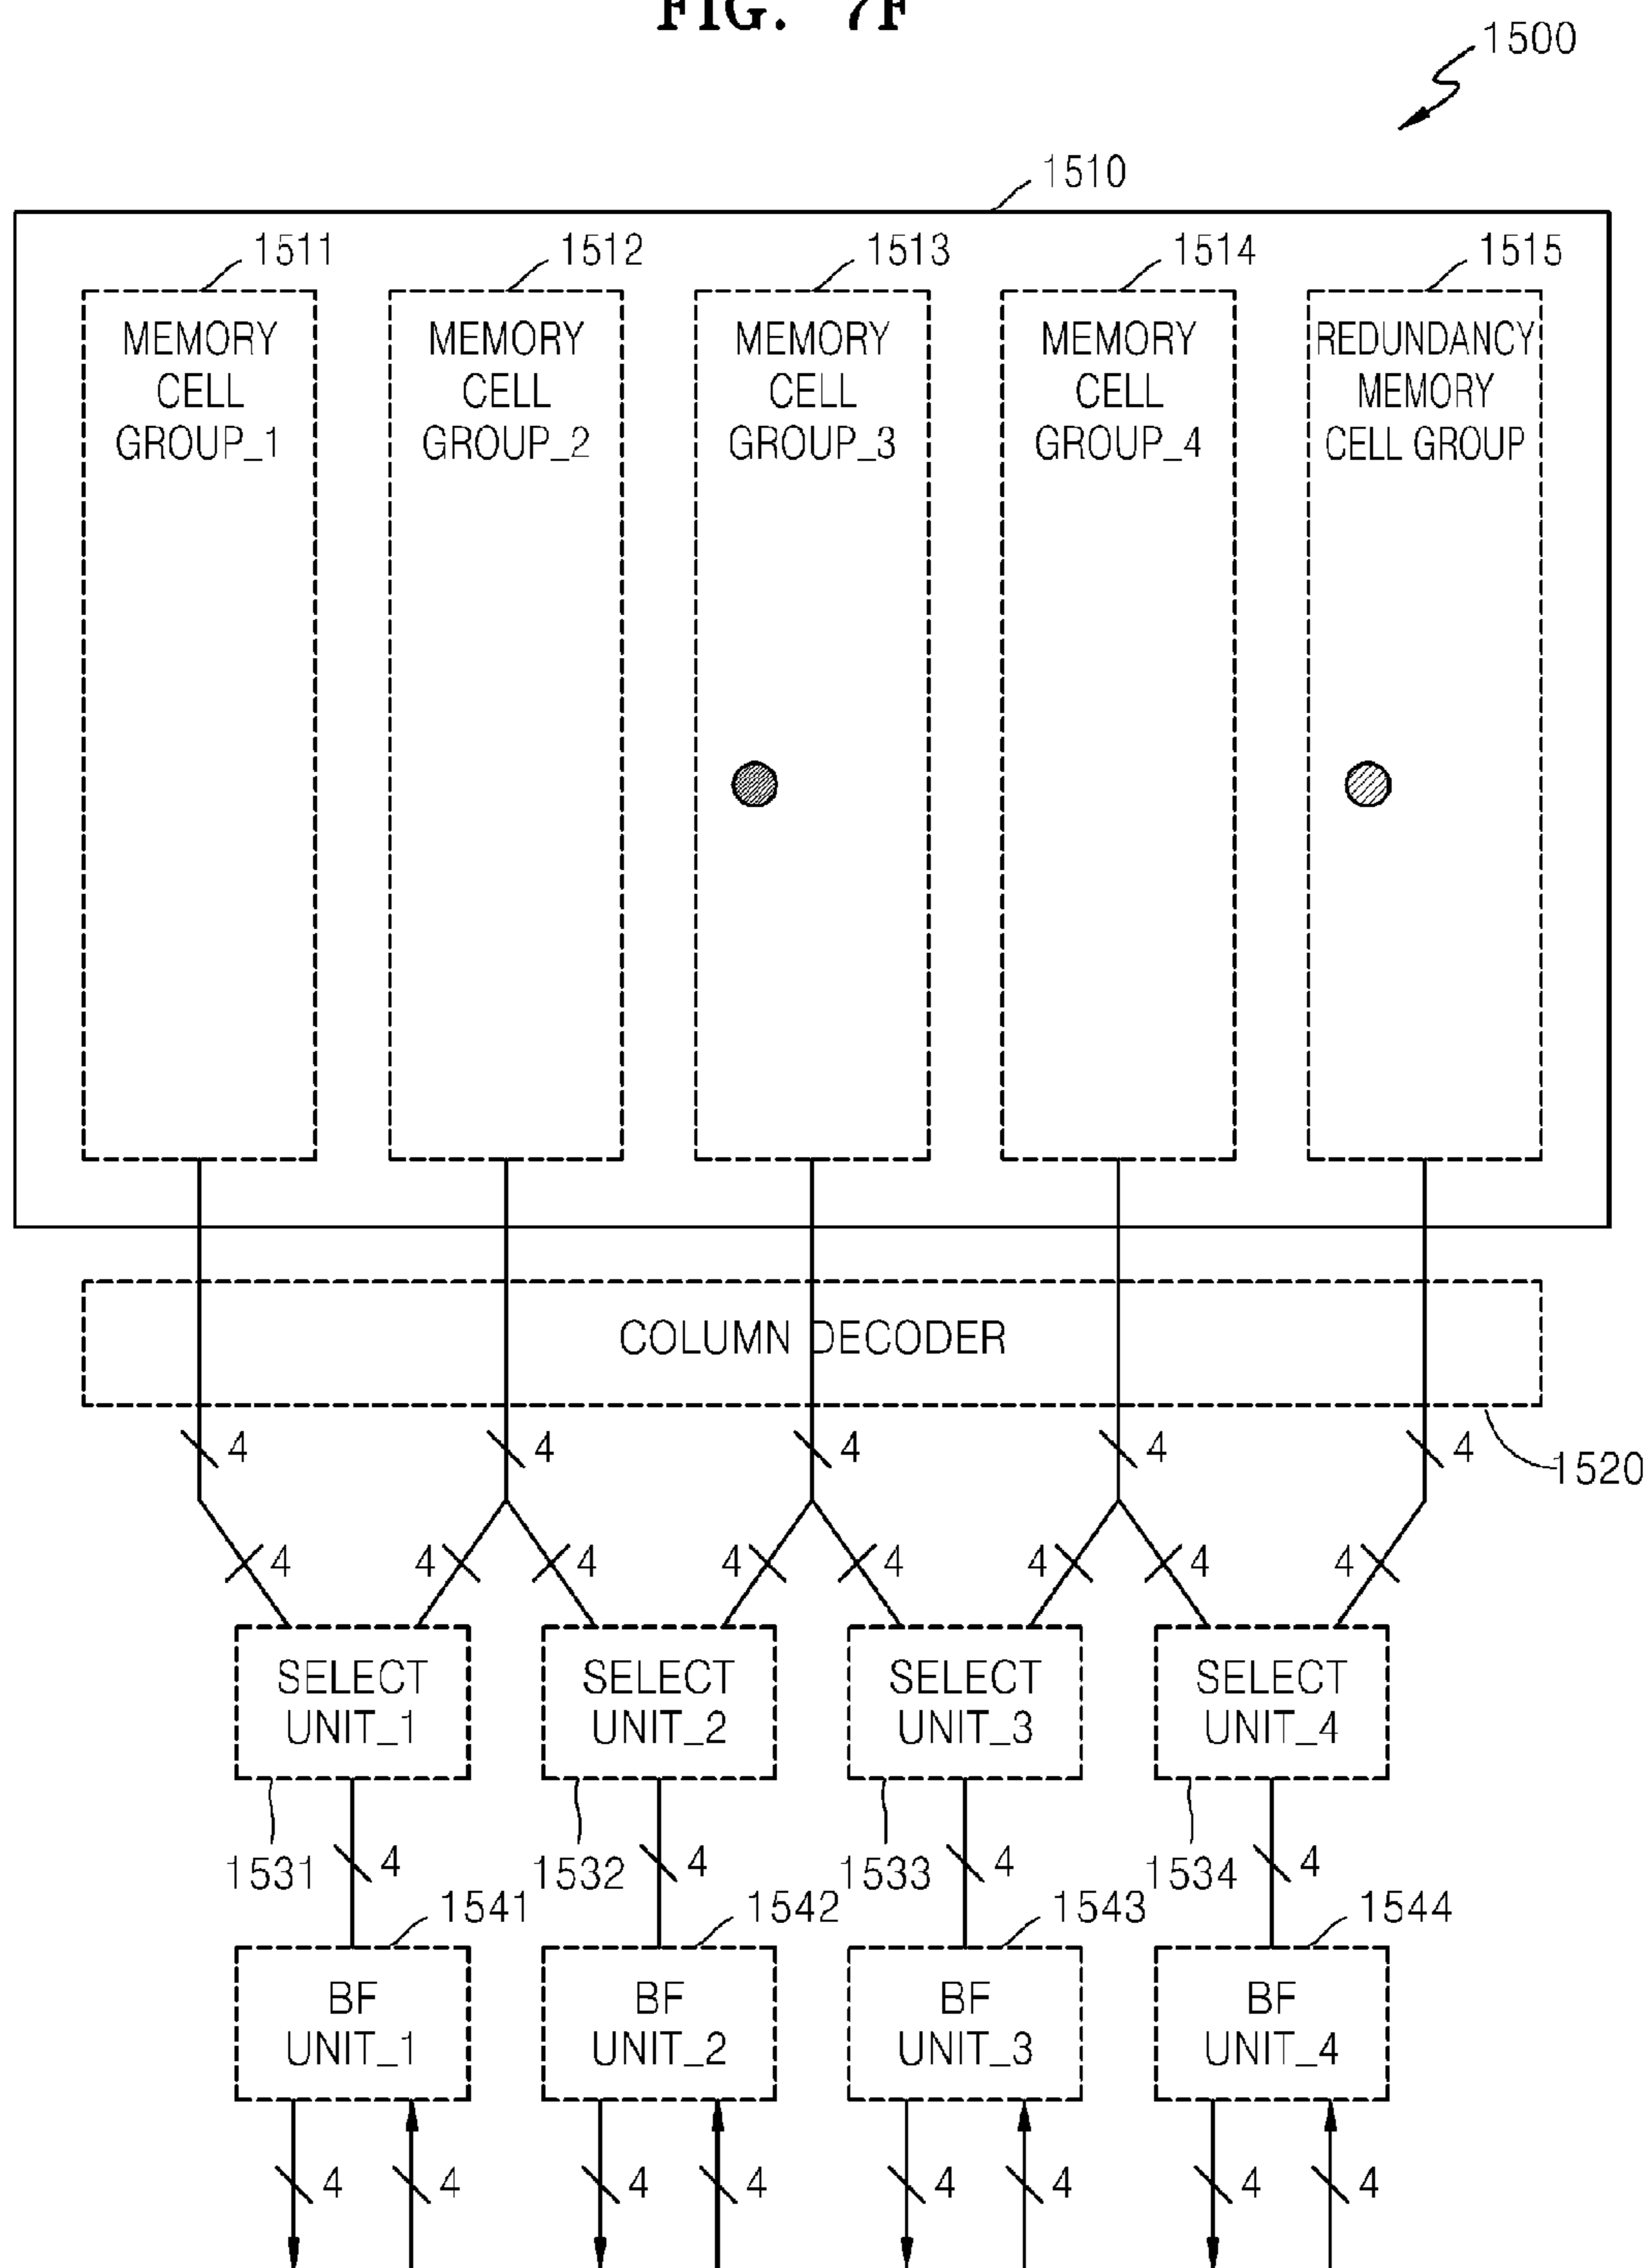 FIG. 7F
1500
1510
1511 1512 1513 1514 1515
MEMORY CELL GROUP_1
MEMORY CELL GROUP_2
MEMORY CELL GROUP_3
MEMORY CELL GROUP_4
REDUNDANCY MEMORY CELL GROUP
COLUMN DECODER
4 4 4 4 4
1520
4 4 4 4 4 4 4 4
SELECT UNIT_1
SELECT UNIT_2
SELECT UNIT_3
SELECT UNIT_4
1531 4 1532 4 1533 4 1534 4
1541 1542 1543 1544
BF UNIT_1
BF UNIT_2
BF UNIT_3
BF UNIT_4
4 4 4 4 4 4 4 4